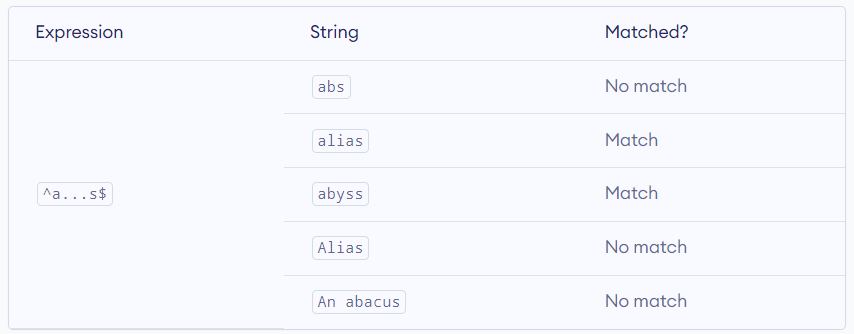 Expression String Matched?
abs No match
alias Match
^a...s$ abyss Match
Alias No match
An abacus No match